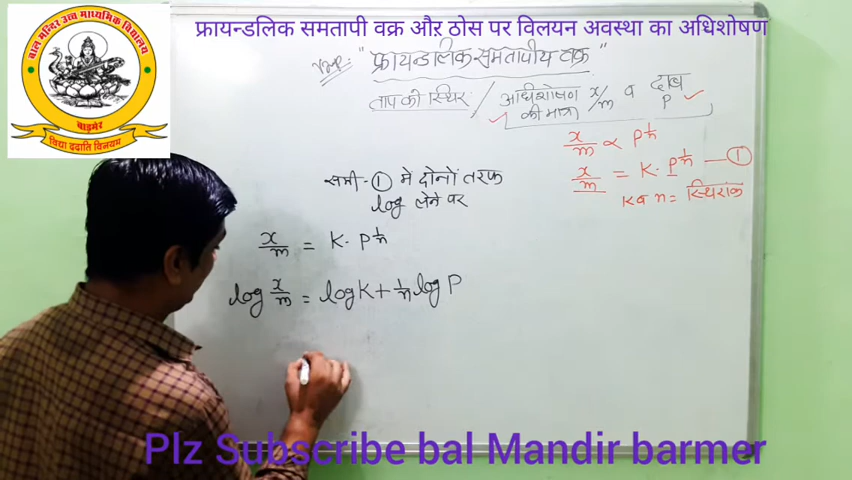 फ्रायन्डलिक समतापी वक्र और ठोस पर विलयन अवस्था का अधिशोषण
बाल मन्दिर उच्च माध्यमिक विद्यालय
बाड़मेर
विद्या ददाति विनयम्
Imp:- "फ्रायन्डलिक समतापीय वक्र"
ताप को स्थिर / अधिशोषण की मात्रा x/m व दाब P
x/m ∝ P^1/n
x/m = K. P^1/n —①
K व n = स्थिरांक
समी- ① मे दोनों तरफ
log लेने पर
x/m = K. P^1/n
log x/m = log K + 1/n log P
Plz Subscribe bal Mandir barmer